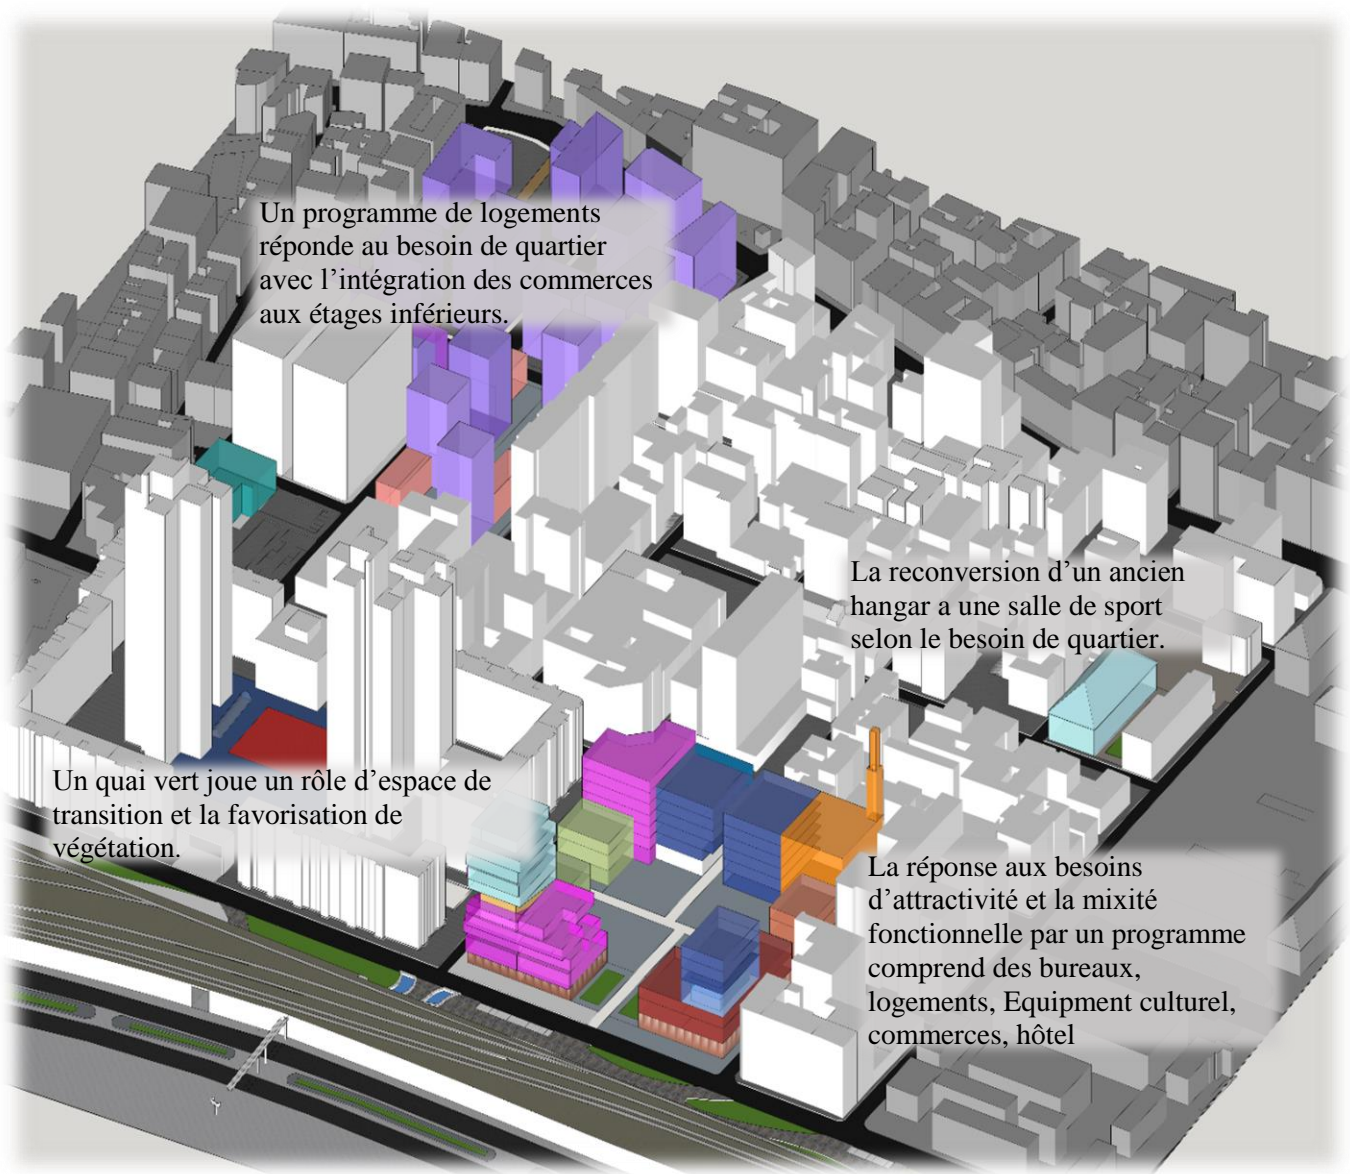 Un programme de logements
réponde au besoin de quartier
avec l’intégration des commerces
aux étages inférieurs.
La reconversion d’un ancien
hangar a une salle de sport
selon le besoin de quartier.
Un quai vert joue un rôle d’espace de
transition et la favorisation de
végétation.
La réponse aux besoins
d’attractivité et la mixité
fonctionnelle par un programme
comprend des bureaux,
logements, Equipment culturel,
commerces, hôtel